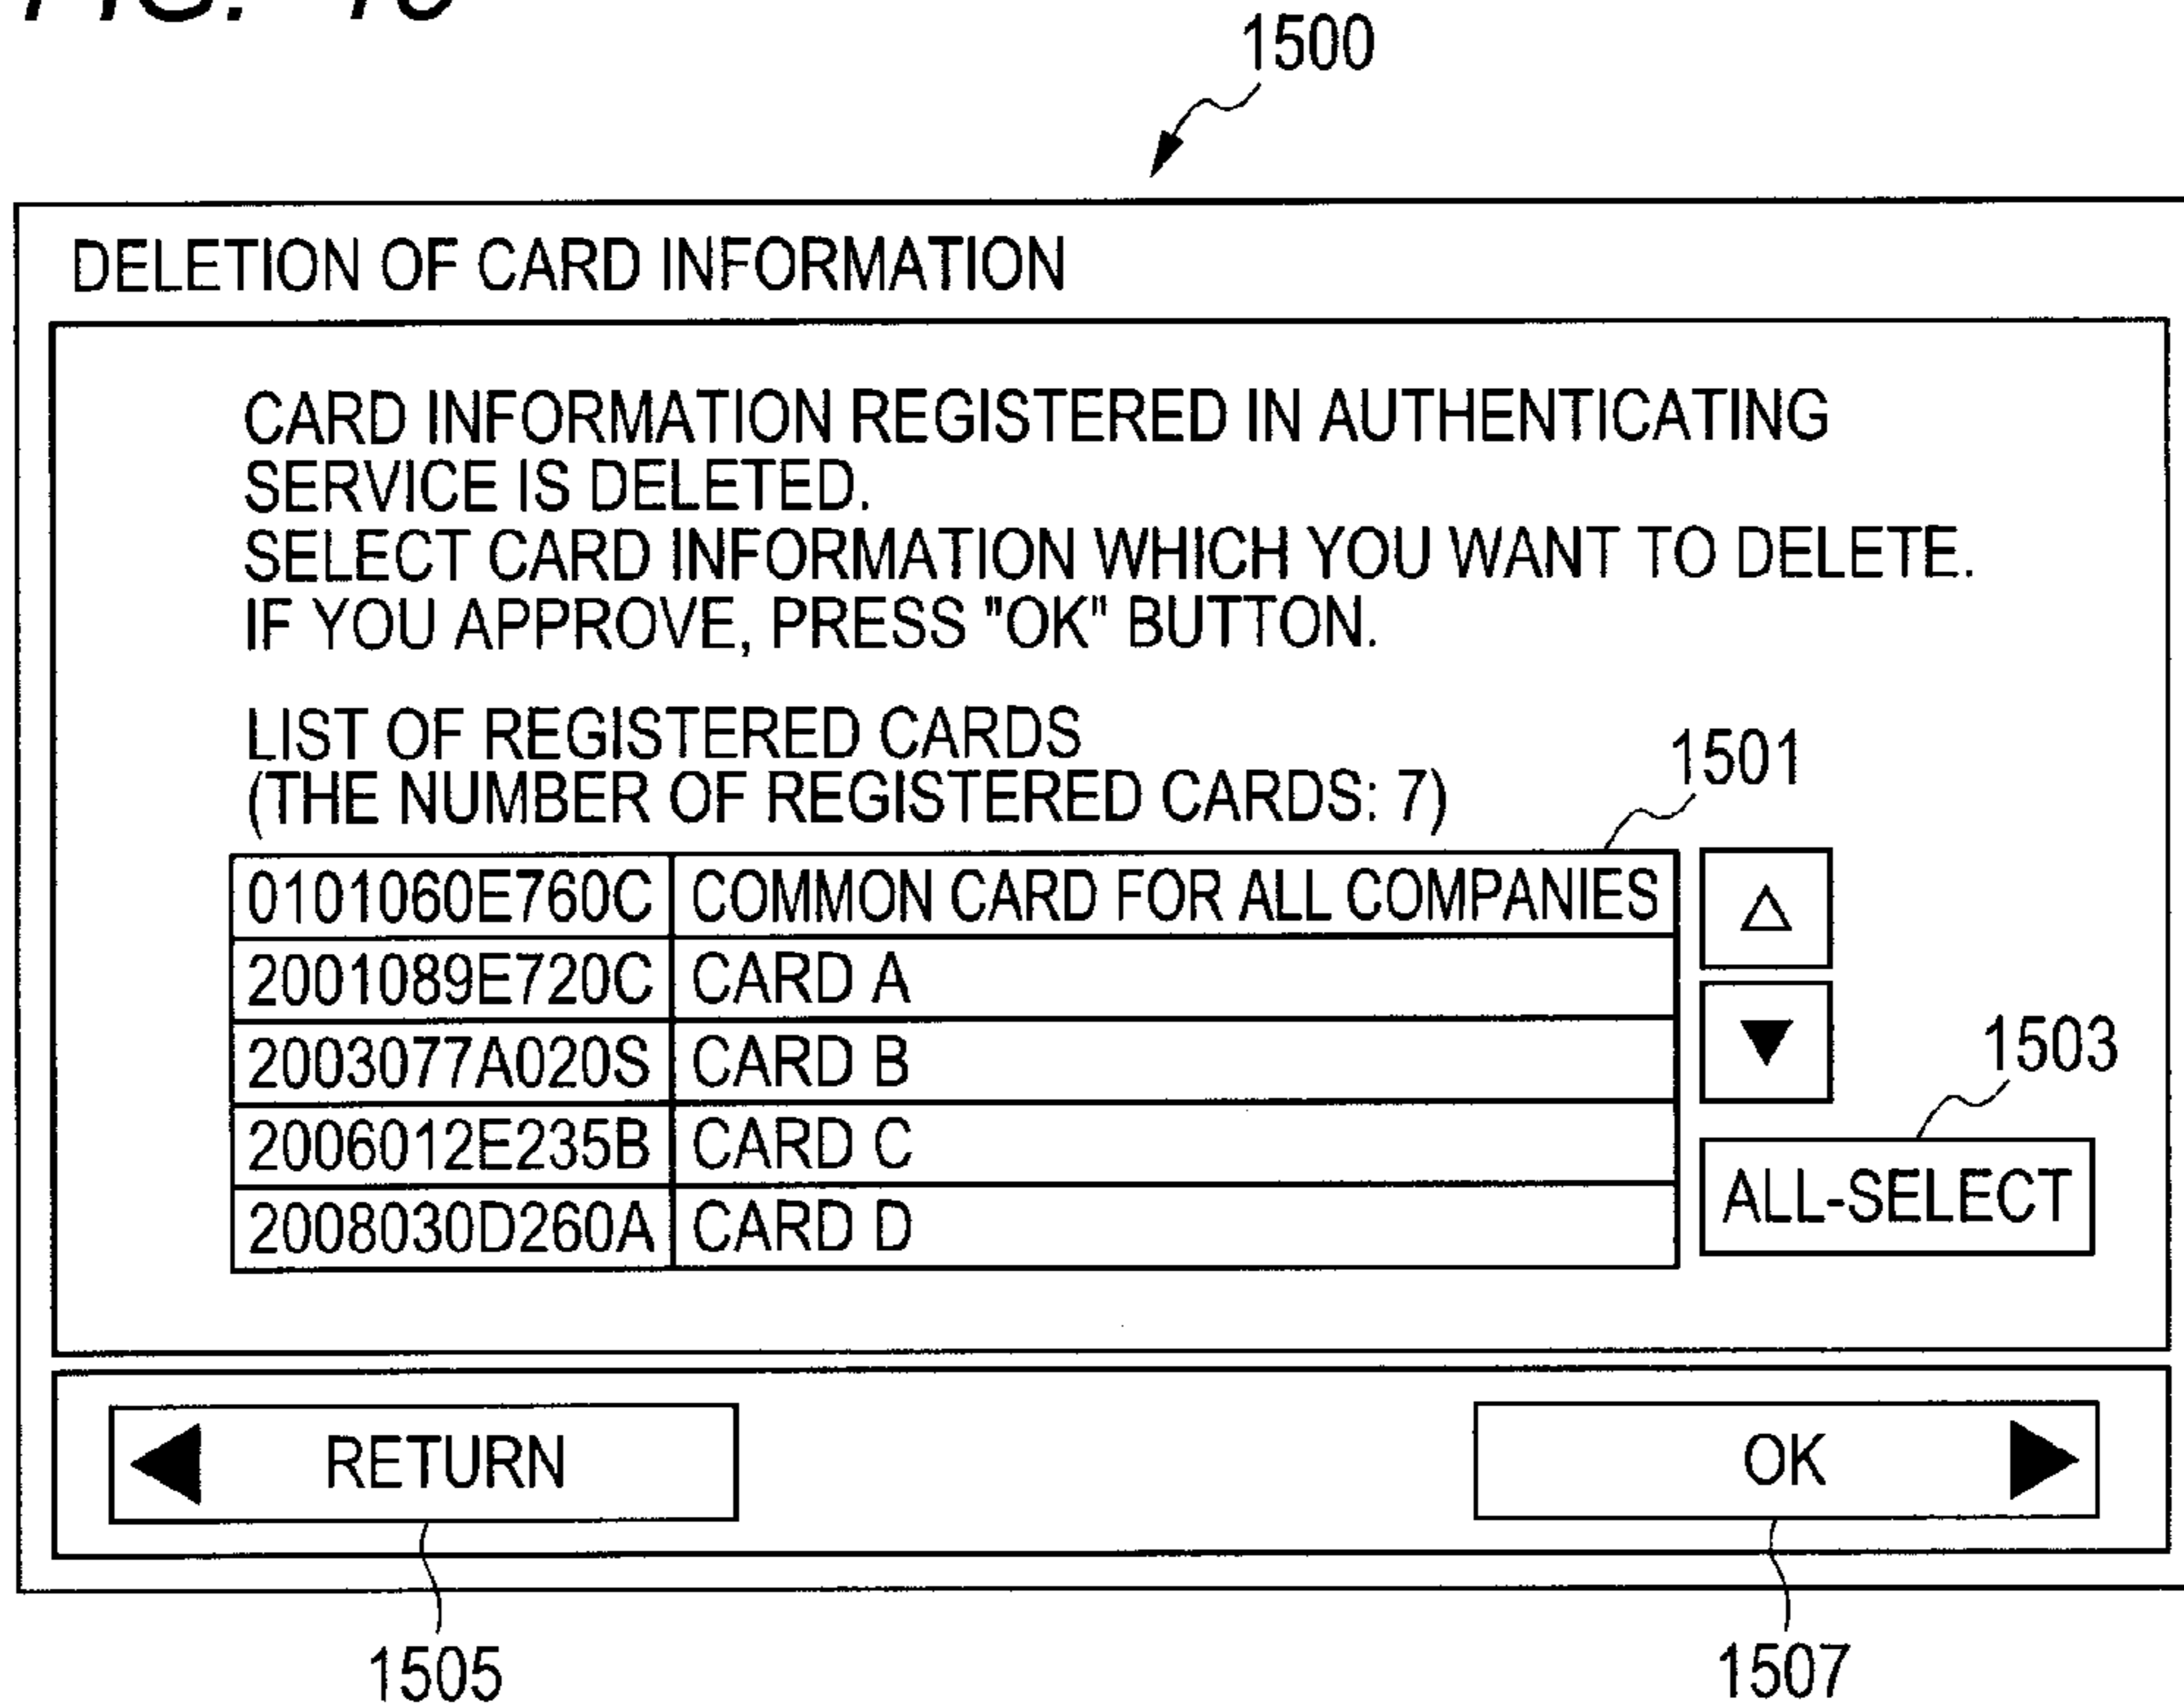 FIG.
1500
DELETION OF CARD INFORMATION
CARD INFORMATION REGISTERED IN AUTHENTICATING
SERVICE IS DELETED.
SELECT CARD INFORMATION WHICH YOU WANT TO DELETE.
IF YOU APPROVE, PRESS "OK" BUTTON.
LIST OF REGISTERED CARDS
(THE NUMBER OF REGISTERED CARDS: 7)
1501
0101060E760C COMMON CARD FOR ALL COMPANIES
2001089E720C CARD A
2003077A020S CARD B
1503
2006012E235B CARD C
ALL-SELECT
2008030D260A CARD D
RETURN
OK
1505
1507